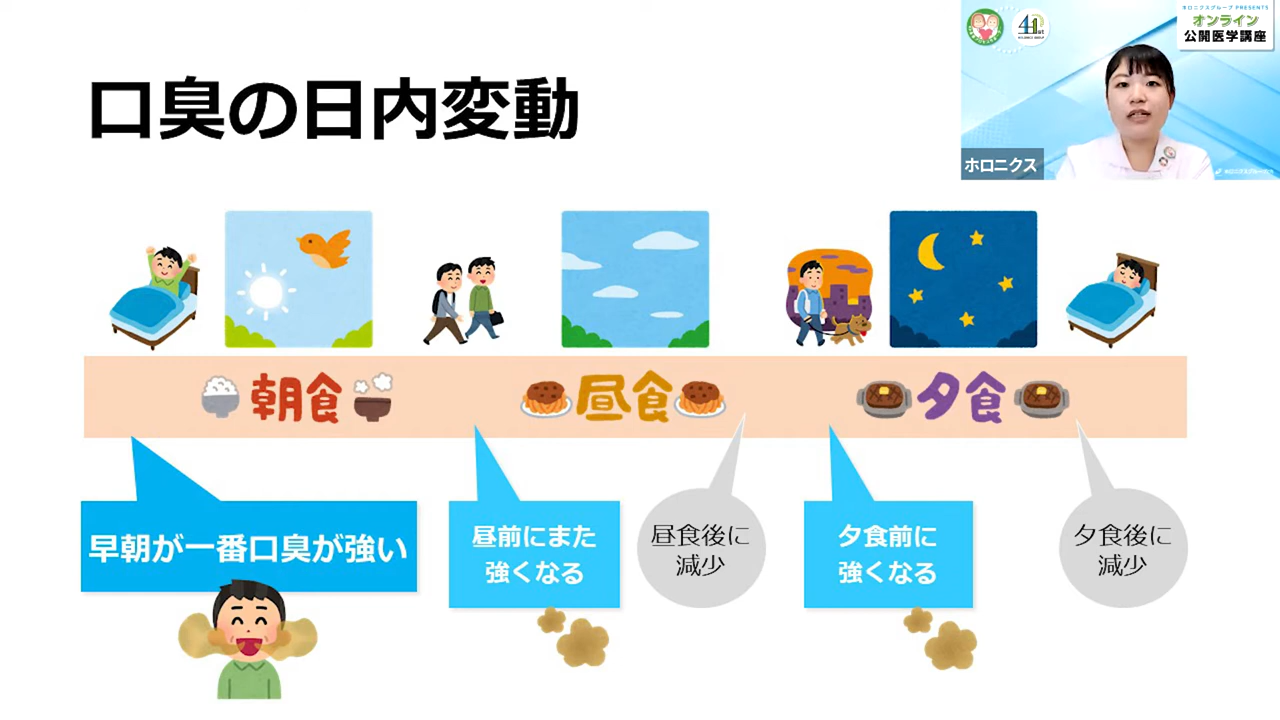 口臭の日内変動
ホロニクスグループ PRESENTS
オンライン
公開医学講座
41st
ホロニクス
朝食
昼食
夕食
早朝が一番口臭が強い
昼前にまた
強くなる
昼食後に
減少
夕食前に
強くなる
夕食後に
減少